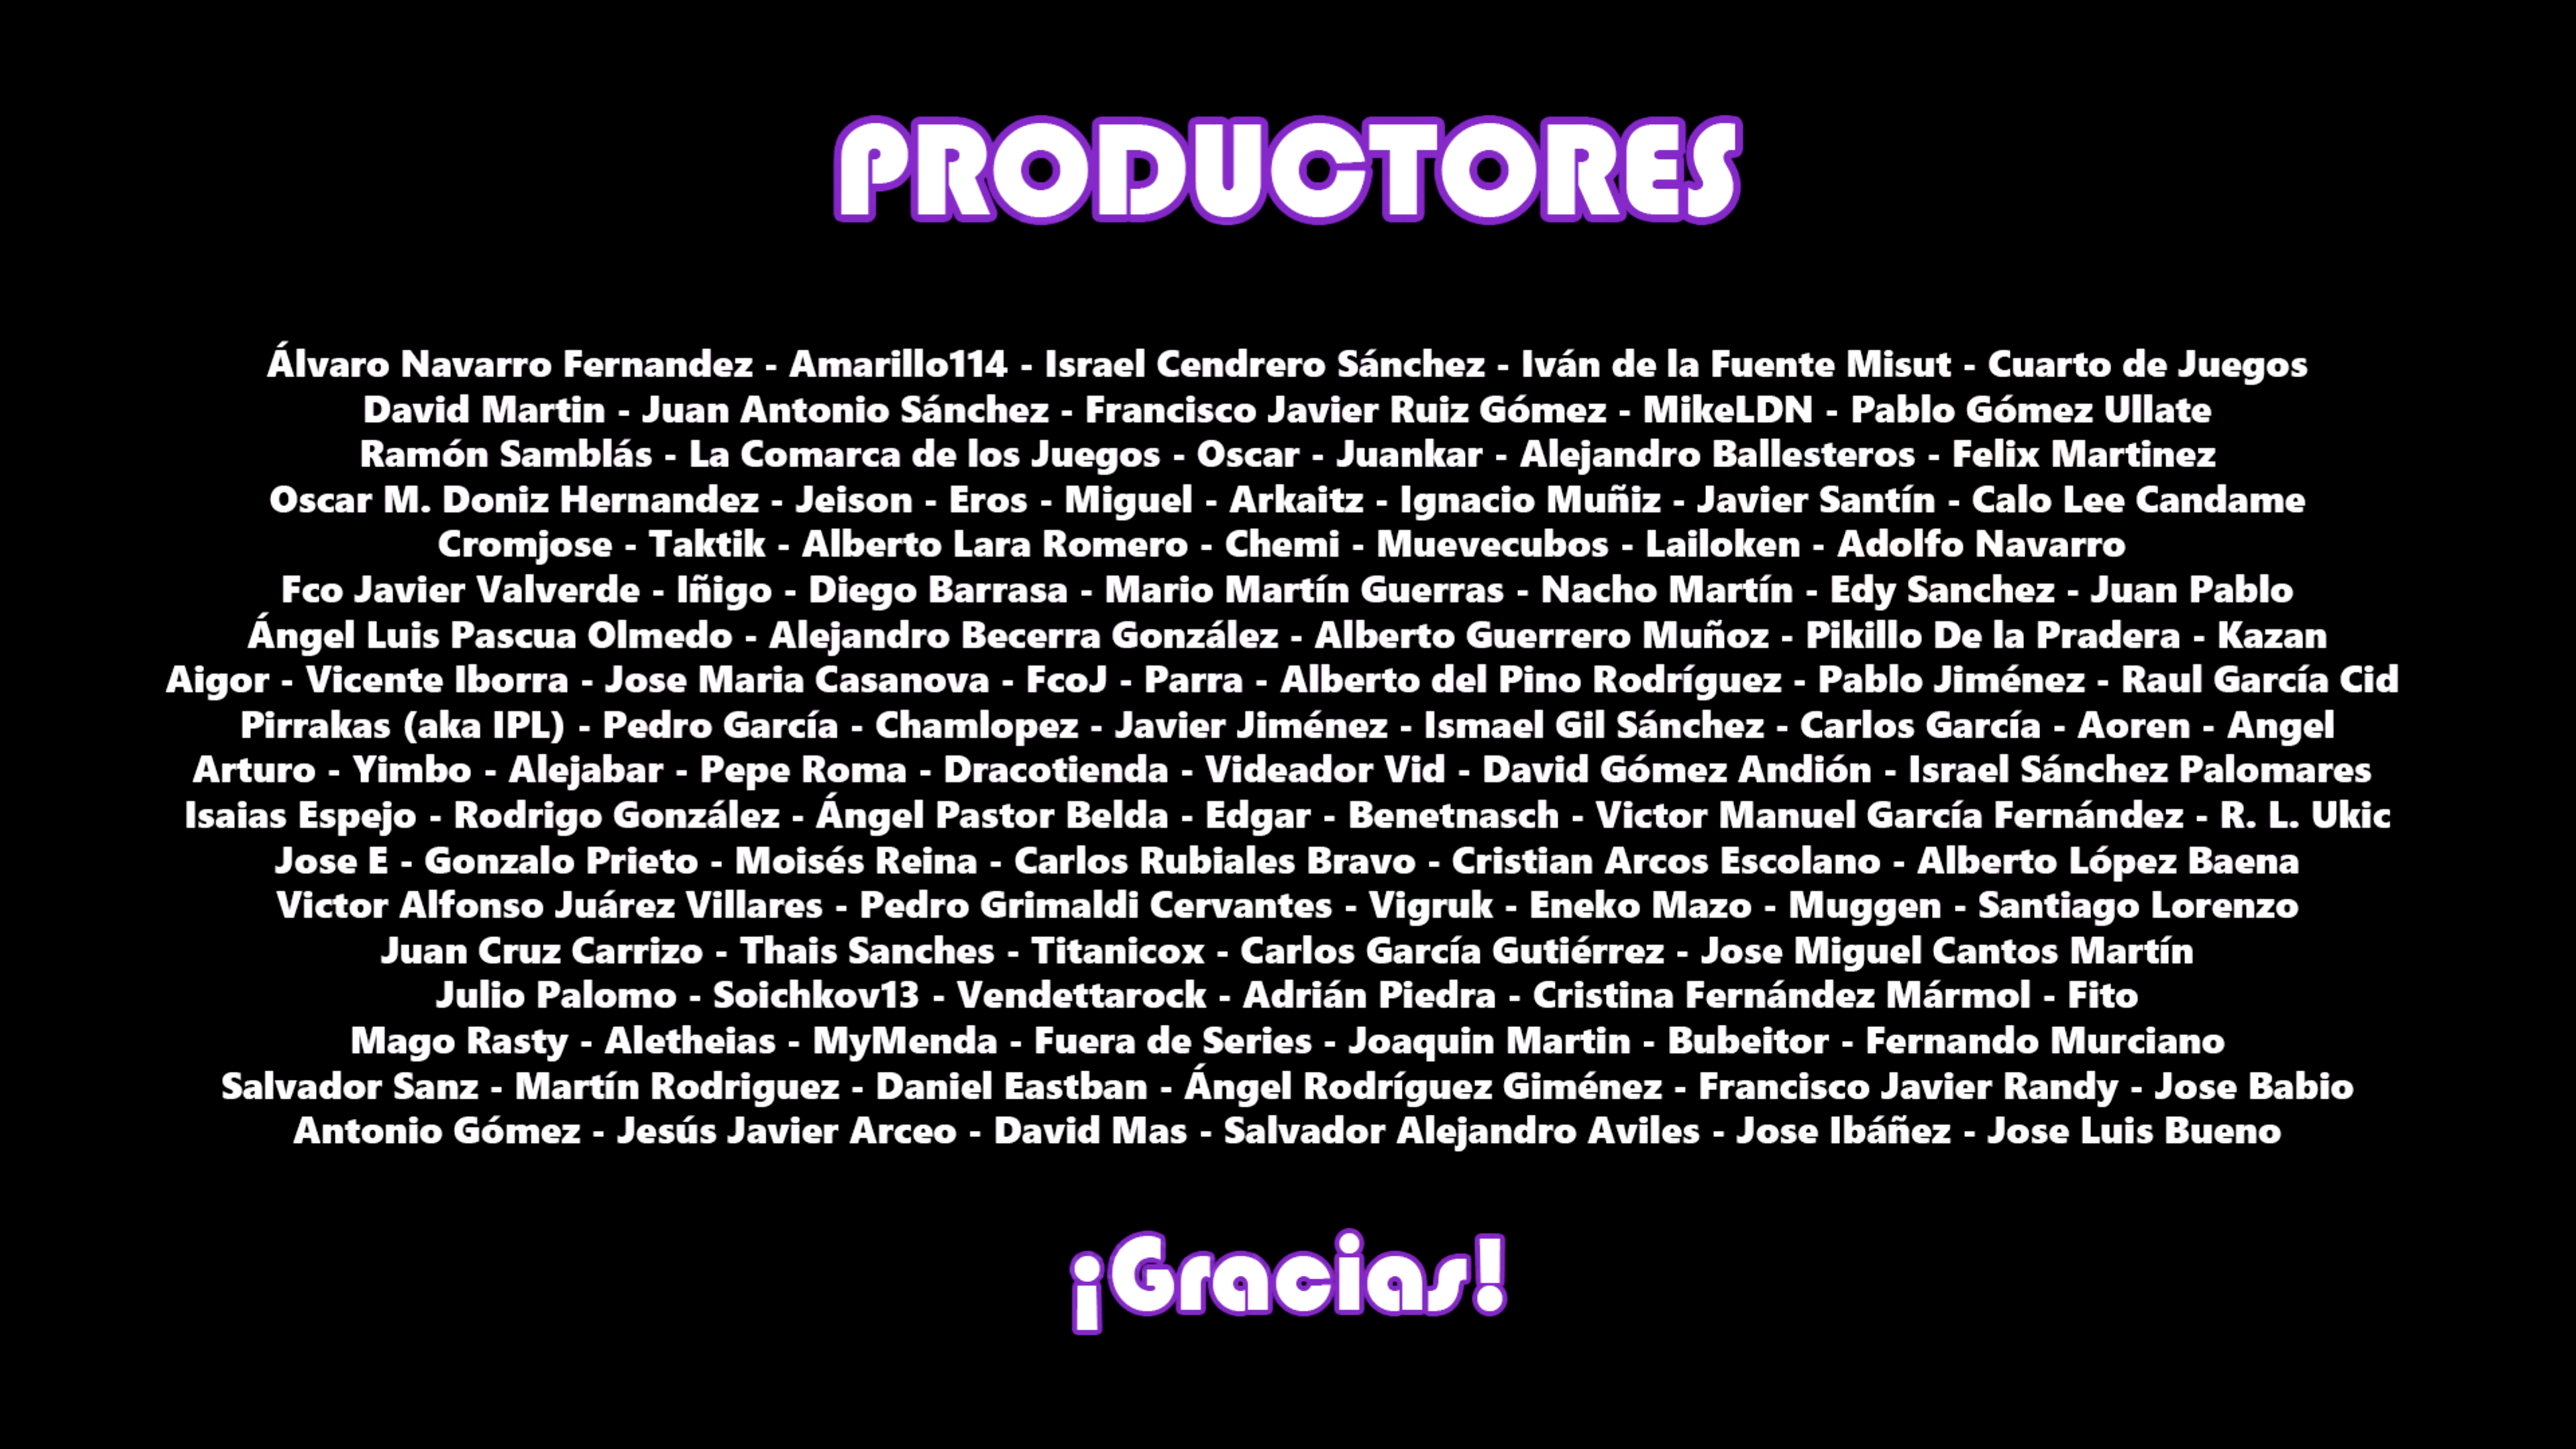 PRODUCTORES
Álvaro Navarro Fernandez - Amarillo114 - Israel Cendrero Sánchez - Iván de la Fuente Misut - Cuarto de Juegos
David Martin - Juan Antonio Sánchez - Francisco Javier Ruiz Gómez - MikeLDN - Pablo Gómez Ullate
Ramón Samblás - La Comarca de los Juegos - Oscar - Juankar - Alejandro Ballesteros - Felix Martinez
Oscar M. Doniz Hernandez - Jeison - Eros - Miguel - Arkaitz - Ignacio Muñiz - Javier Santín - Calo Lee Candame
Cromjose - Taktik - Alberto Lara Romero - Chemi - Muevecubos - Lailoken - Adolfo Navarro
Fco Javier Valverde - Iñigo - Diego Barrasa - Mario Martín Guerras - Nacho Martín - Edy Sanchez - Juan Pablo
Ángel Luis Pascua Olmedo - Alejandro Becerra González - Alberto Guerrero Muñoz - Pikillo De la Pradera - Kazan
Aigor - Vicente Iborra - Jose Maria Casanova - FcoJ - Parra - Alberto del Pino Rodríguez - Pablo Jiménez - Raul García Cid
Pirrakas (aka IPL) - Pedro García - Chamlopez - Javier Jiménez - Ismael Gil Sánchez - Carlos García - Aoren - Angel
Arturo - Yimbo - Alejabar - Pepe Roma - Dracotienda - Videador Vid - David Gómez Andión - Israel Sánchez Palomares
Isaias Espejo - Rodrigo González - Ángel Pastor Belda - Edgar - Benetnasch - Victor Manuel García Fernández - R. L. Ukic
Jose E - Gonzalo Prieto - Moisés Reina - Carlos Rubiales Bravo - Cristian Arcos Escolano - Alberto López Baena
Victor Alfonso Juárez Villares - Pedro Grimaldi Cervantes - Vigruk - Eneko Mazo - Muggen - Santiago Lorenzo
Juan Cruz Carrizo - Thais Sanches - Titanicox - Carlos García Gutiérrez - Jose Miguel Cantos Martín
Julio Palomo - Soichkov13 - Vendettarock - Adrián Piedra - Cristina Fernández Mármol - Fito
Mago Rasty - Aletheias - MyMenda - Fuera de Series - Joaquin Martin - Bubeitor - Fernando Murciano
Salvador Sanz - Martín Rodriguez - Daniel Eastban - Ángel Rodríguez Giménez - Francisco Javier Randy - Jose Babio
Antonio Gómez - Jesús Javier Arceo - David Mas - Salvador Alejandro Aviles - Jose Ibáñez - Jose Luis Bueno
¡Gracias!